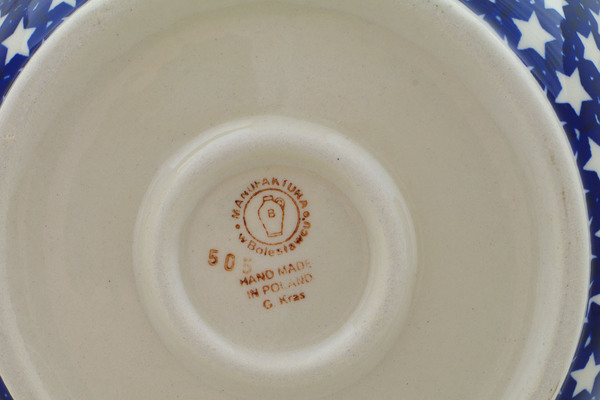 MANUFAKTURA
B
w Bolesławcu
505
HAND MADE
IN POLAND
G Kras